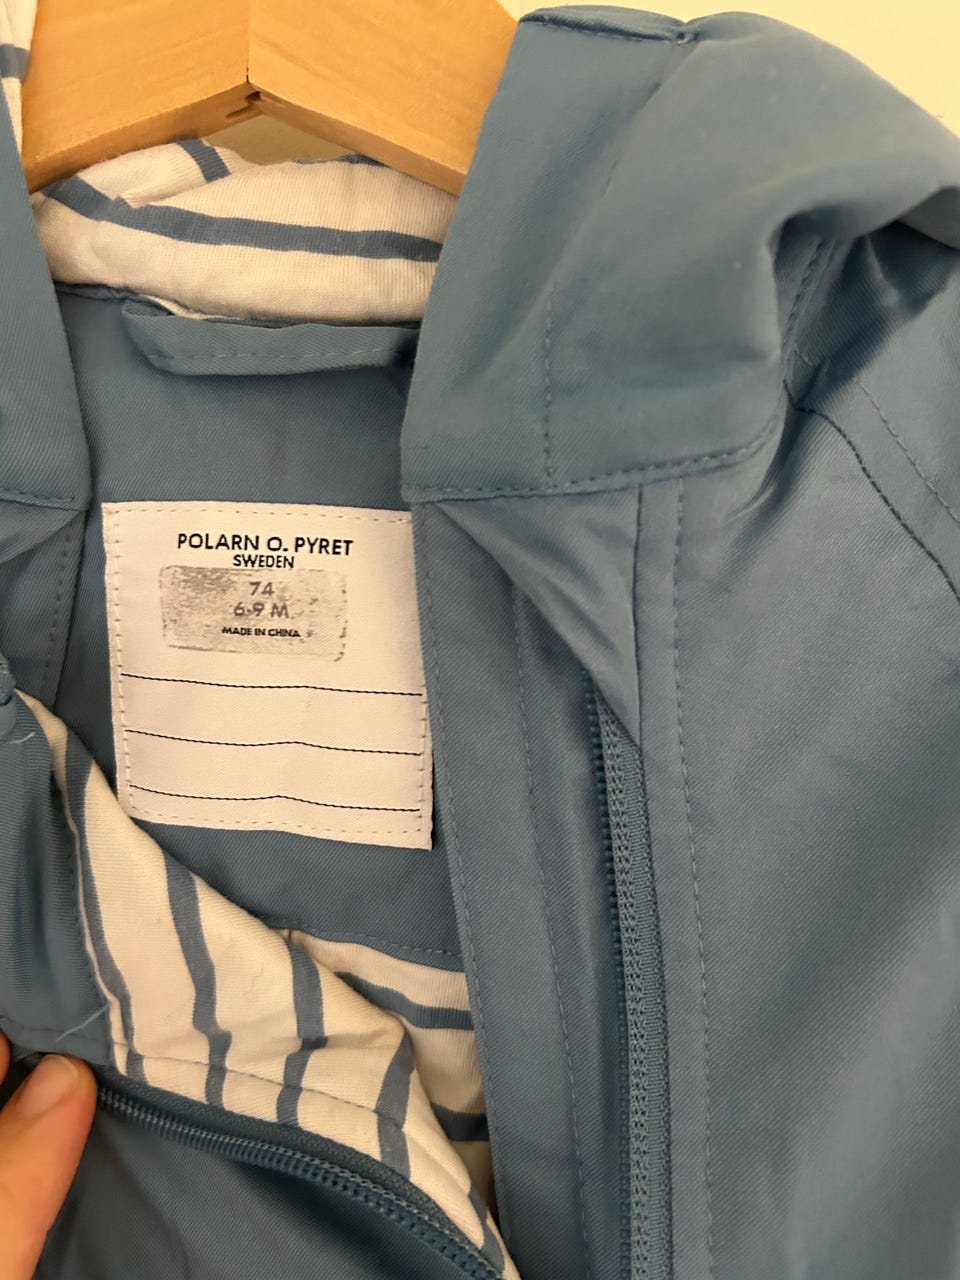 POLARN O. PYRET
SWEDEN
74
6-9 M
MADE IN CHINA